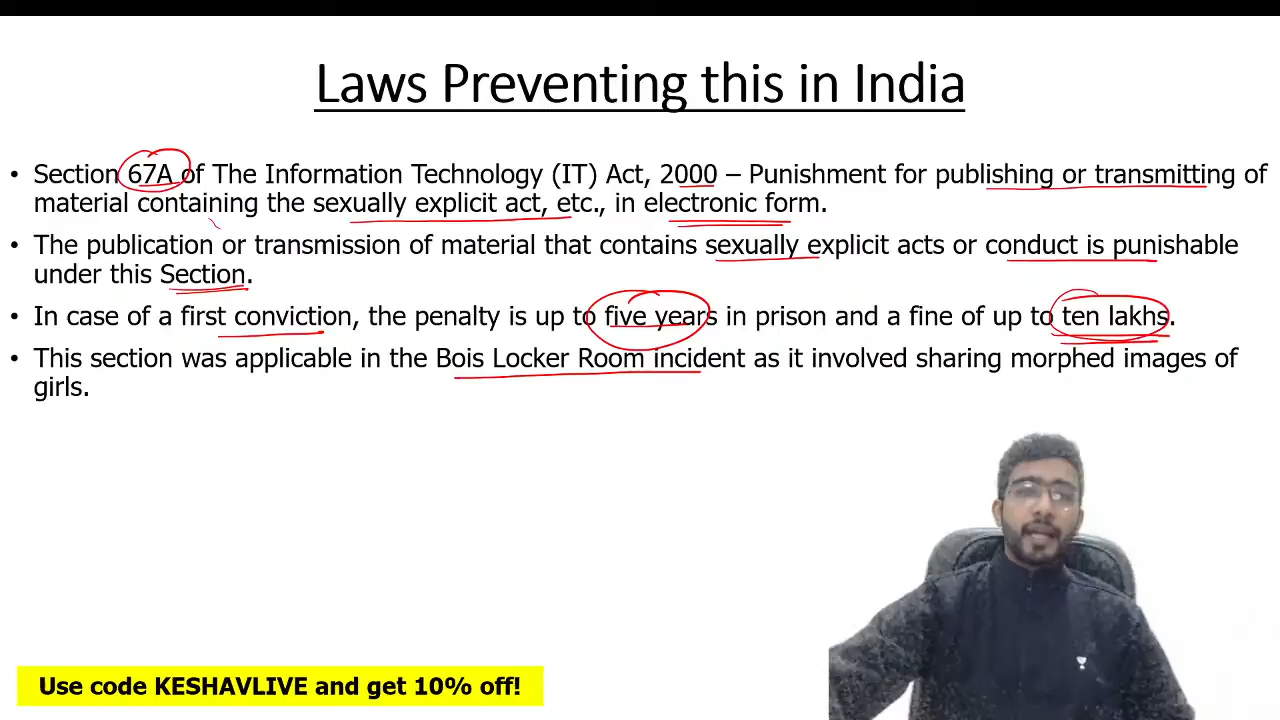 Laws Preventing this in India
• Section 67A of The Information Technology (IT) Act, 2000 – Punishment for publishing or transmitting of
material containing the sexually explicit act, etc., in electronic form.
• The publication or transmission of material that contains sexually explicit acts or conduct is punishable
under this Section.
• In case of a first conviction, the penalty is up to five years in prison and a fine of up to ten lakhs.
• This section was applicable in the Bois Locker Room incident as it involved sharing morphed images of
girls.
Use code KESHAVLIVE and get 10% off!